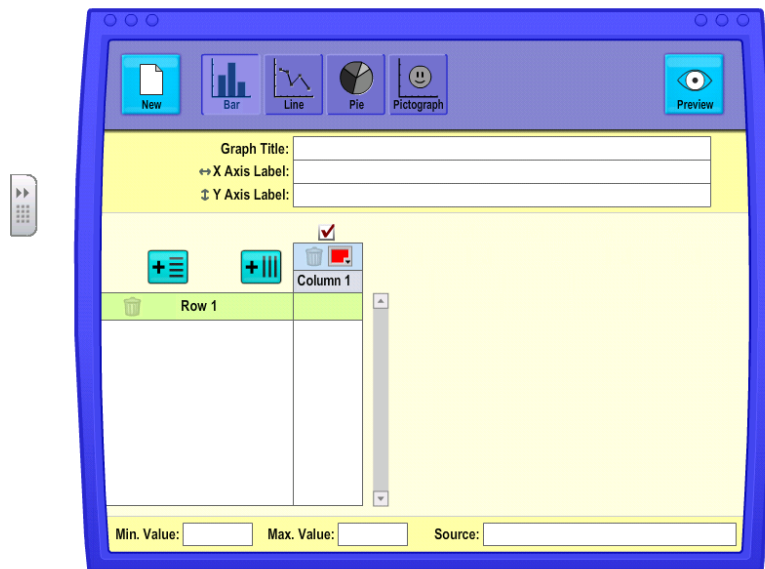 New Bar Line Pie Pictograph Preview
Graph Title:
X Axis Label:
Y Axis Label:
Column 1
Row 1
Min. Value: Max. Value: Source: